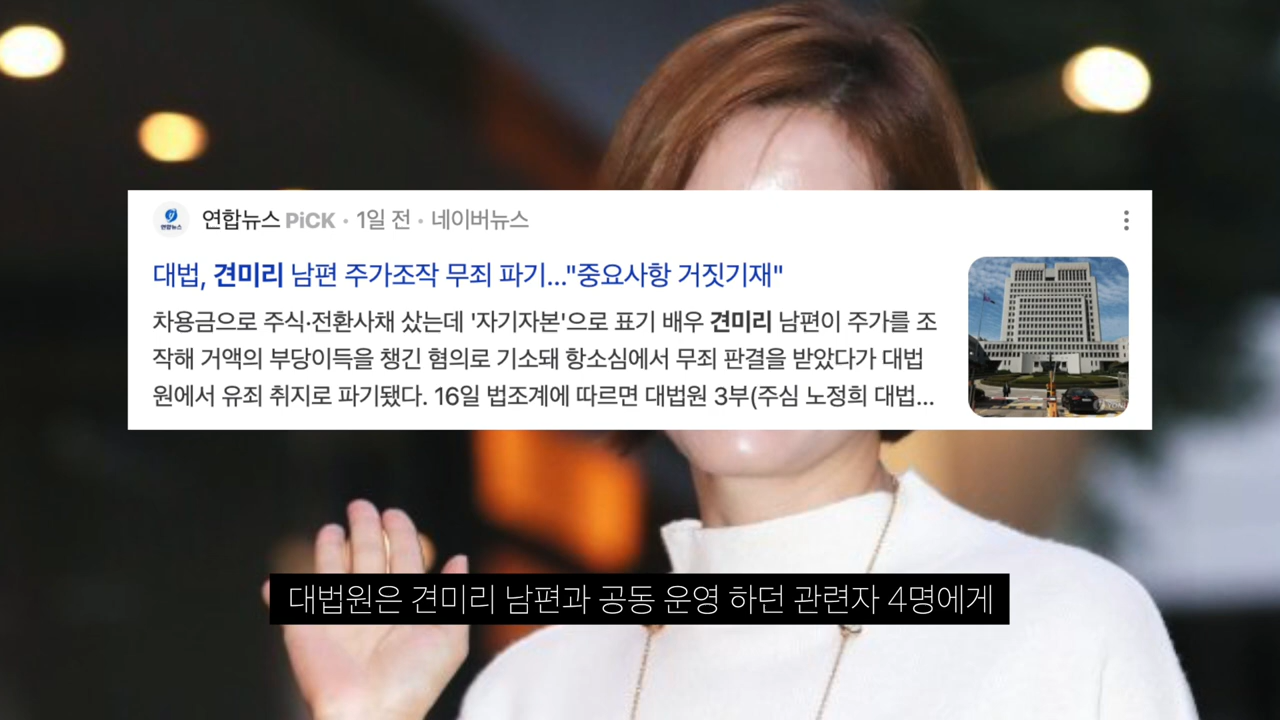 연합뉴스 PiCK · 1일 전 · 네이버뉴스
대법, 견미리 남편 주가조작 무죄 파기..."중요사항 거짓기재"
차용금으로 주식·전환사채 샀는데 '자기자본'으로 표기 배우 견미리 남편이 주가를 조
작해 거액의 부당이득을 챙긴 혐의로 기소돼 항소심에서 무죄 판결을 받았다가 대법
원에서 유죄 취지로 파기됐다. 16일 법조계에 따르면 대법원 3부(주심 노정희 대법...
대법원은 견미리 남편과 공동 운영 하던 관련자 4명에게